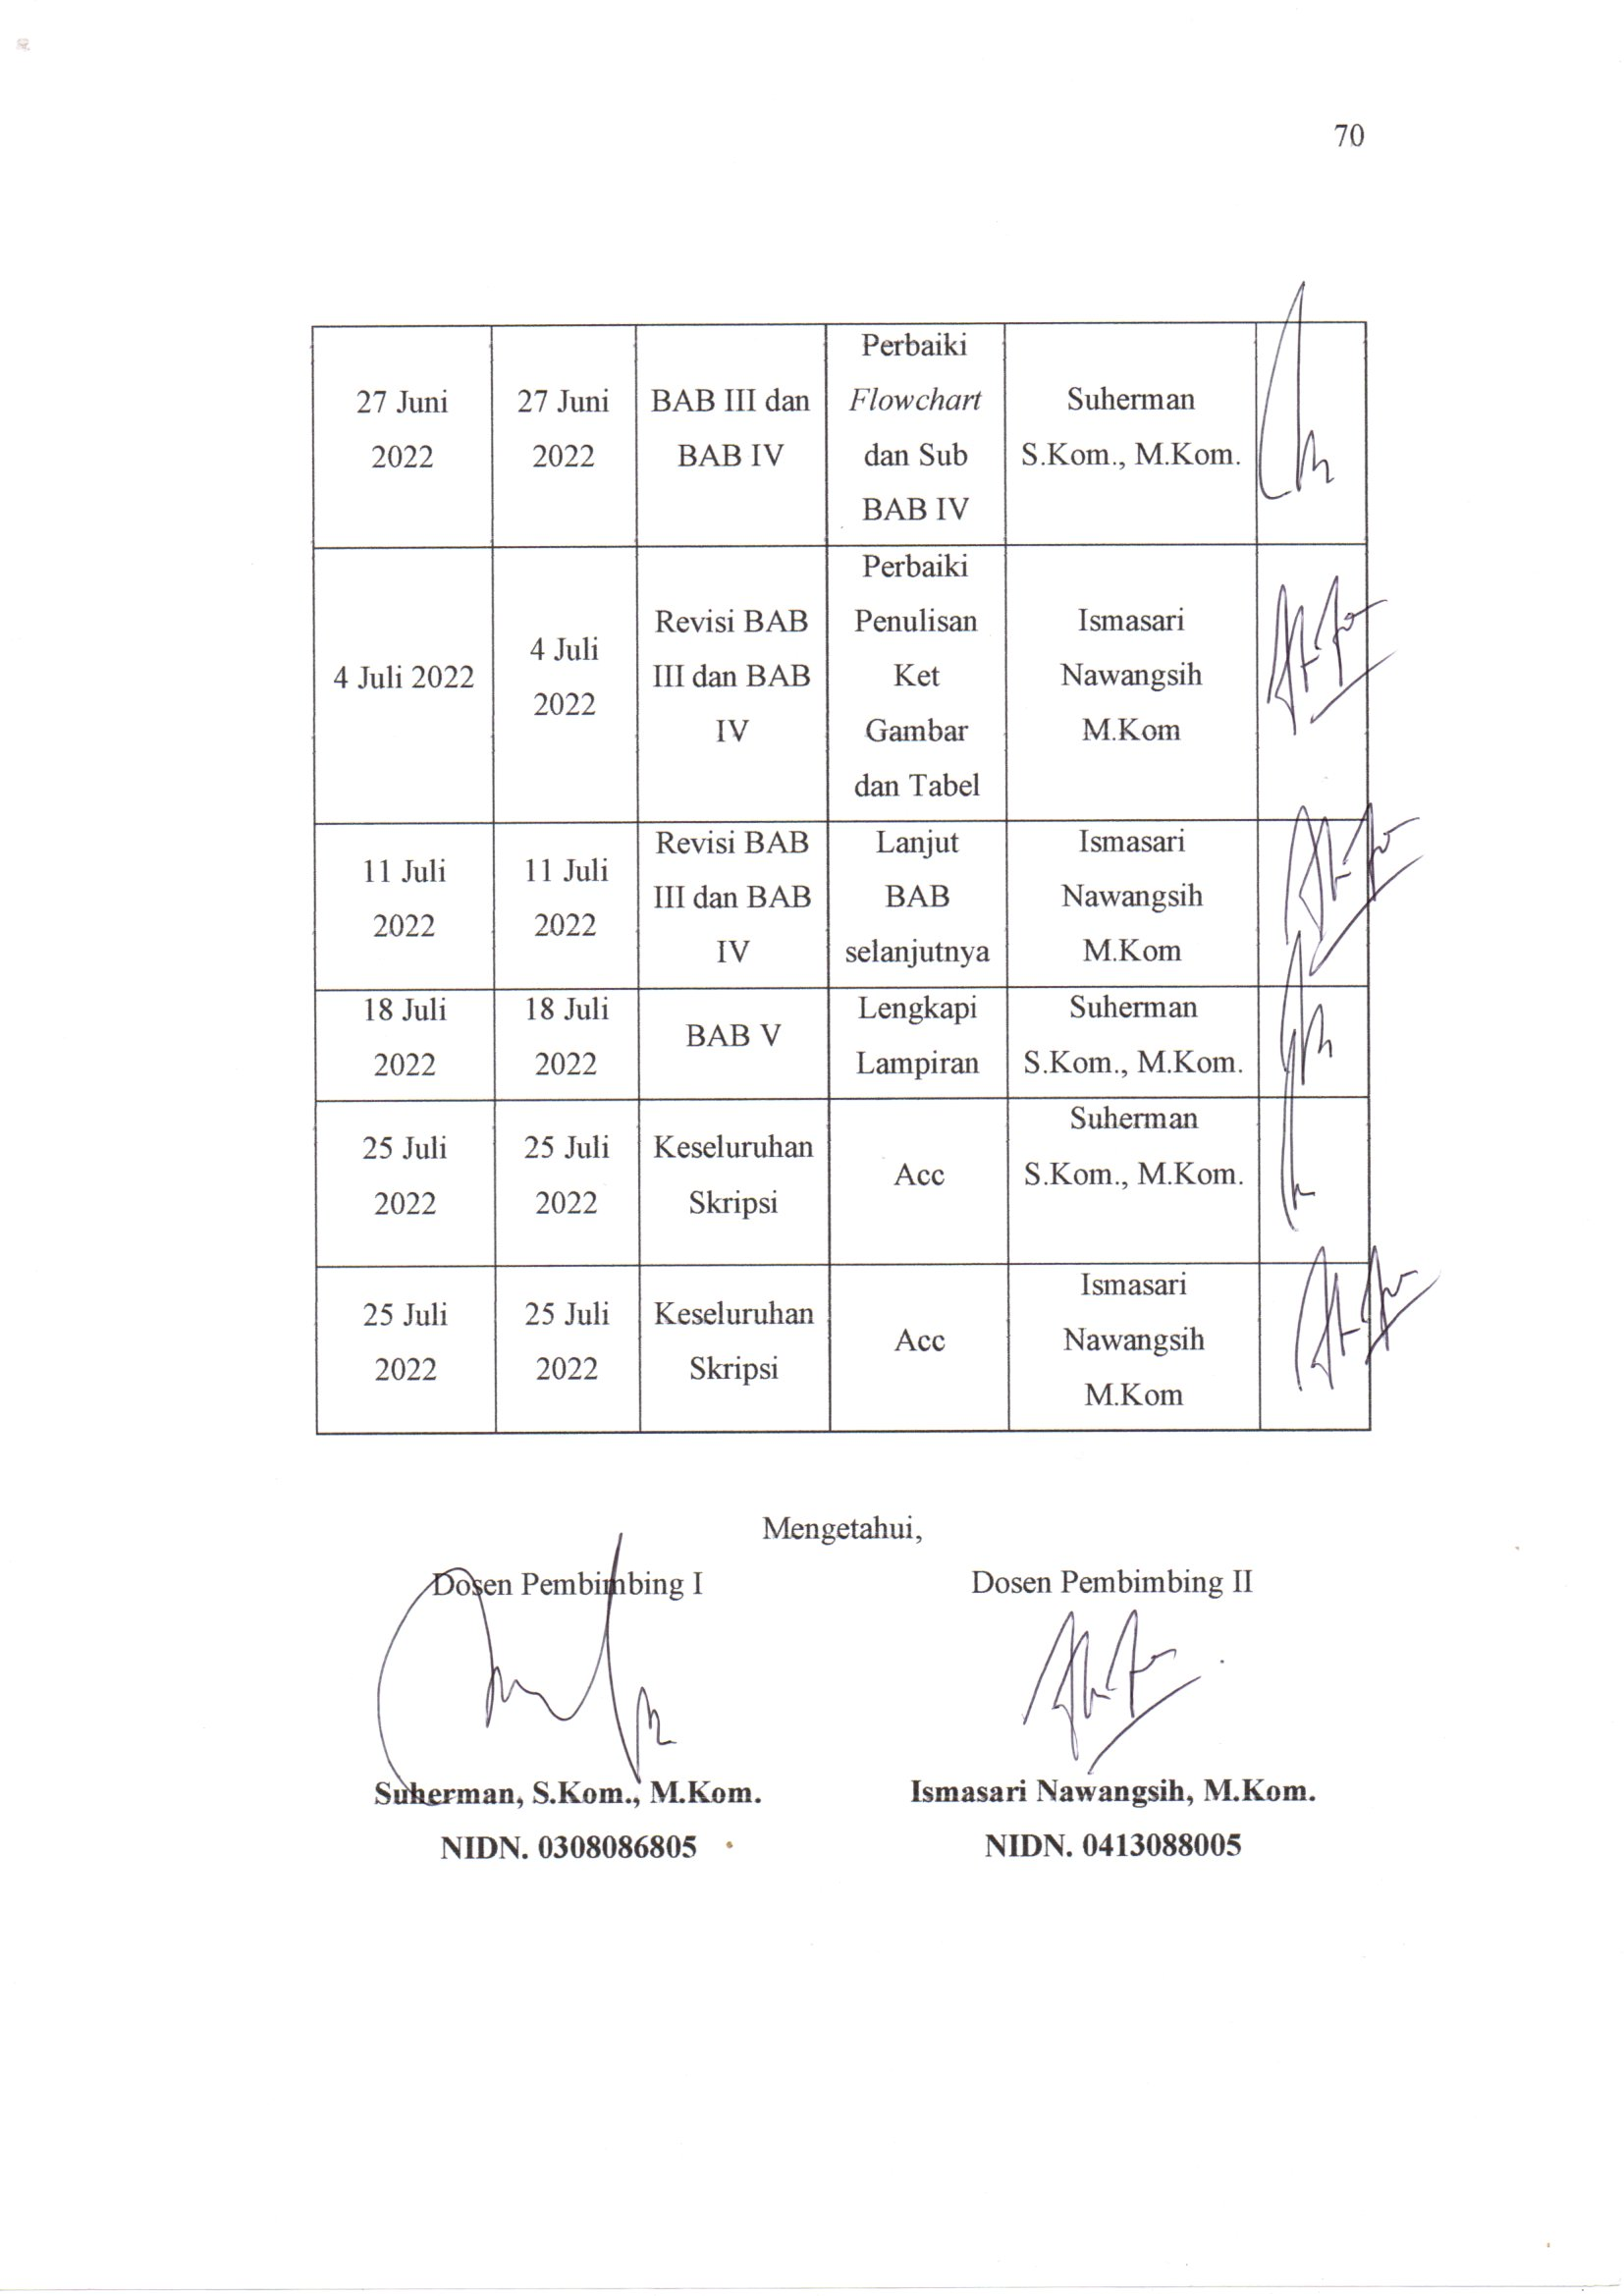 70
Perbaiki
27 Juni 27 Juni BAB III dan Flowchart Suherman
2022 2022 BAB IV dan Sub S.Kom., M.Kom.
BAB IV
Perbaiki
Revisi BAB Penulisan Ismasari
4 Juli 2022 4 Juli 2022 III dan BAB Ket Nawangsih
IV Gambar M.Kom
dan Tabel
Revisi BAB Lanjut Ismasari
11 Juli 11 Juli III dan BAB BAB Nawangsih
2022 2022 IV selanjutnya M.Kom
18 Juli 18 Juli BAB V Lengkapi Suherman
2022 2022 Lampiran S.Kom., M.Kom.
25 Juli 25 Juli Keseluruhan Acc Suherman
2022 2022 Skripsi S.Kom., M.Kom.
25 Juli 25 Juli Keseluruhan Acc Ismasari
2022 2022 Skripsi Nawangsih
M.Kom
Mengetahui,
Dosen Pembimbing I Dosen Pembimbing II
Suherman, S.Kom., M.Kom. Ismasari Nawangsih, M.Kom.
NIDN. 0308086805 NIDN. 0413088005